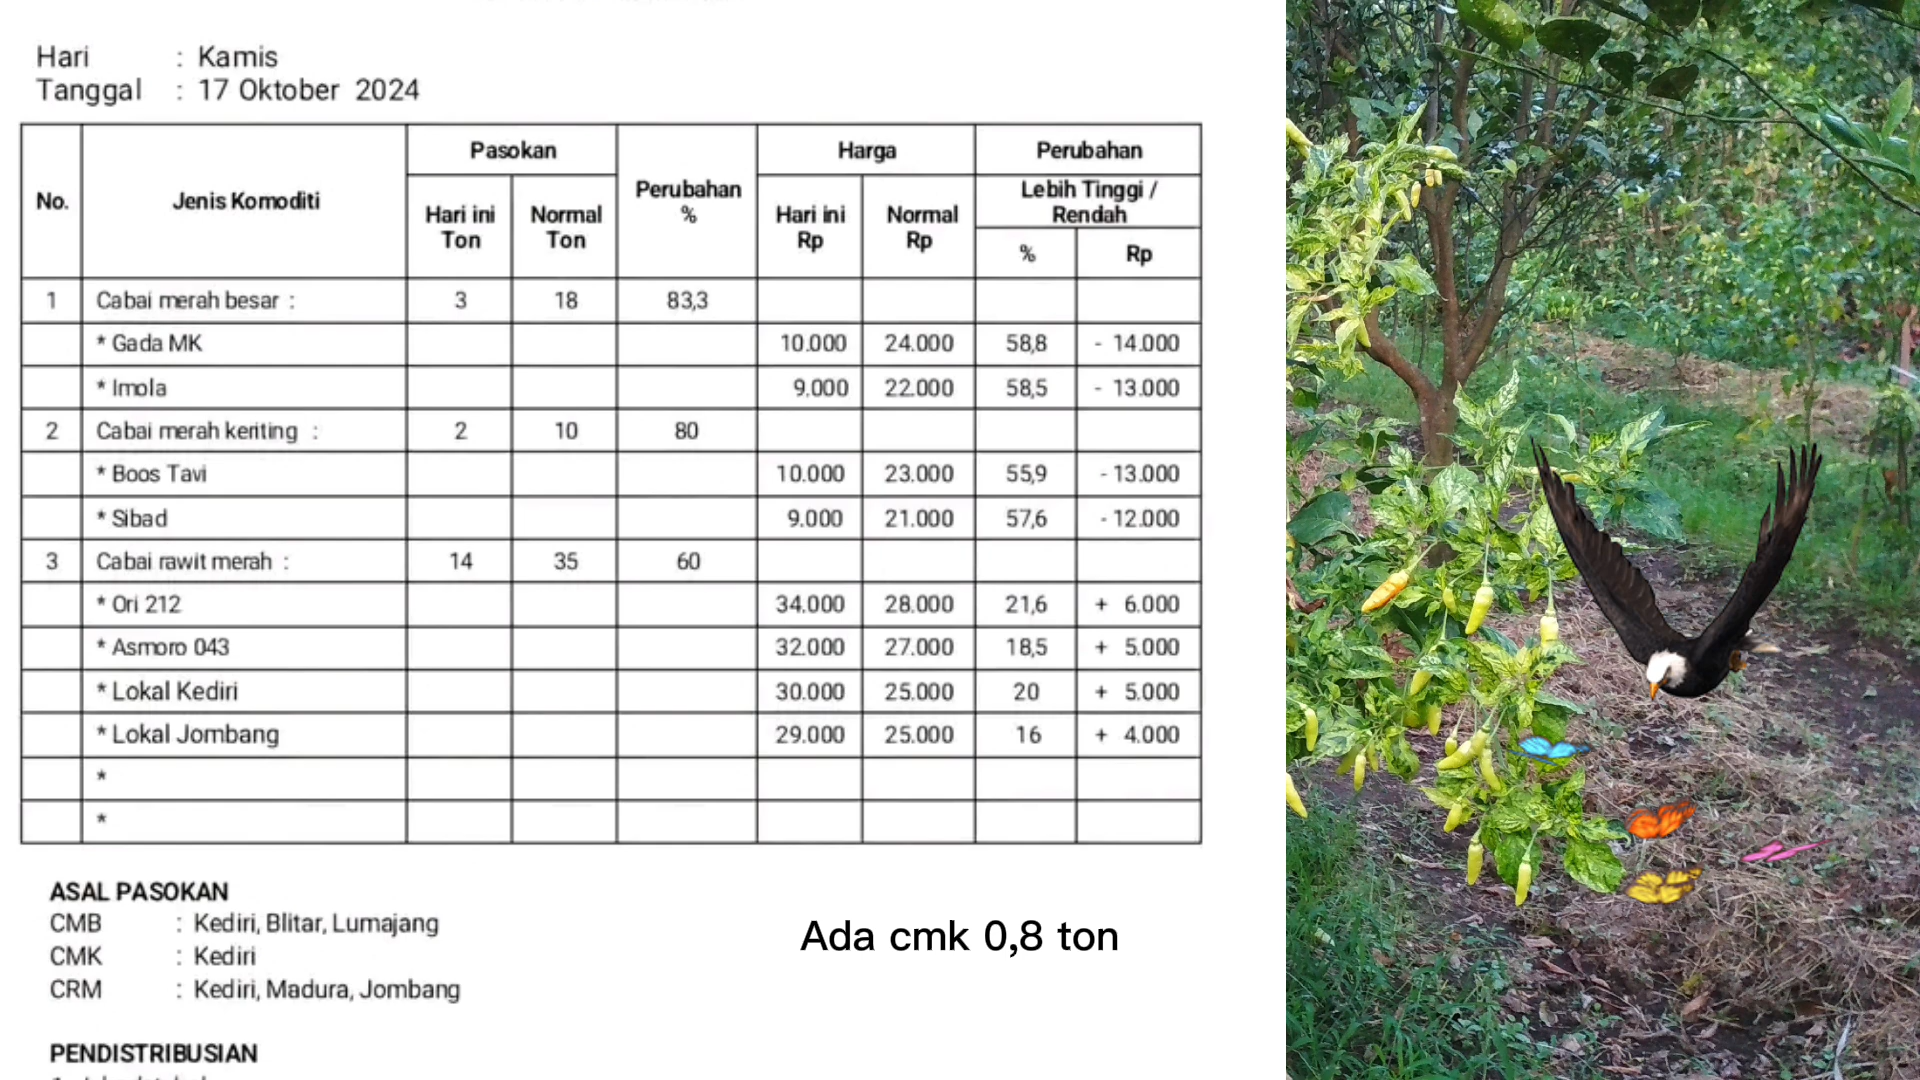 Hari : Kamis
Tanggal : 17 Oktober 2024
No. Jenis Komoditi Pasokan Perubahan % Harga Perubahan
Hari ini Ton Normal Ton Hari ini Rp Normal Rp Lebih Tinggi / Rendah
% Rp
1 Cabai merah besar : 3 18 83,3
* Gada MK 10.000 24.000 58,8 - 14.000
* Imola 9.000 22.000 58,5 - 13.000
2 Cabai merah keriting : 2 10 80
* Boos Tavi 10.000 23.000 55,9 - 13.000
* Sibad 9.000 21.000 57,6 - 12.000
3 Cabai rawit merah : 14 35 60
* Ori 212 34.000 28.000 21,6 + 6.000
* Asmoro 043 32.000 27.000 18,5 + 5.000
* Lokal Kediri 30.000 25.000 20 + 5.000
* Lokal Jombang 29.000 25.000 16 + 4.000
*
*
ASAL PASOKAN
CMB : Kediri, Blitar, Lumajang
CMK : Kediri
CRM : Kediri, Madura, Jombang
Ada cmk 0,8 ton
PENDISTRIBUSIAN